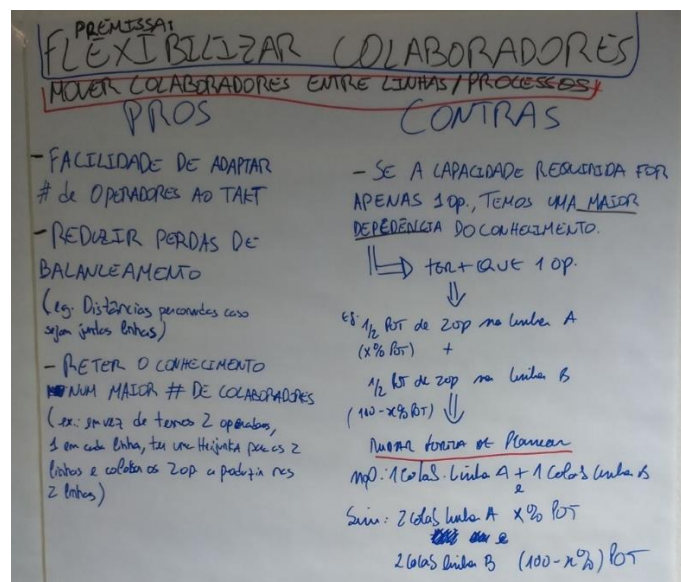 PREMISSA:
FLEXIBILIZAR COLABORADORES
MOVER COLABORADORES ENTRE LINHAS/PROCESSOS
PROS
- FACILIDADE DE ADAPTAR
# de OPERADORES AO TAKT
- REDUZIR PERDAS DE
BALANCEAMENTO
(eg. Distâncias percorridas caso
sejam juntas linhas)
- RETER O CONHECIMENTO
NUM MAIOR # DE COLABORADORES
(ex.: em vez de termos 2 operadores,
1 em cada linha, ter um Heijunka para as 2
linhas e colocar os 2 op. a produzir nas
2 linhas)
CONTRAS
- SE A CAPACIDADE REQUERIDA FOR
APENAS 1 op., TEMOS UMA MAIOR
DEPEDÊNCIA DO CONHECIMENTO.
TER + QUE 1 OP.
Eg. 1/2 POT de 2 op na linha A
(x% POT) +
1/2 POT de 2 op na linha B
(100-x% POT)
MUDAR FORMA DE Planear
não: 1 Colab. Linha A + 1 Colab Linha B
e
Sim: 2 Colab Linha A x% POT
e
2 Colab linha B (100-x%) POT